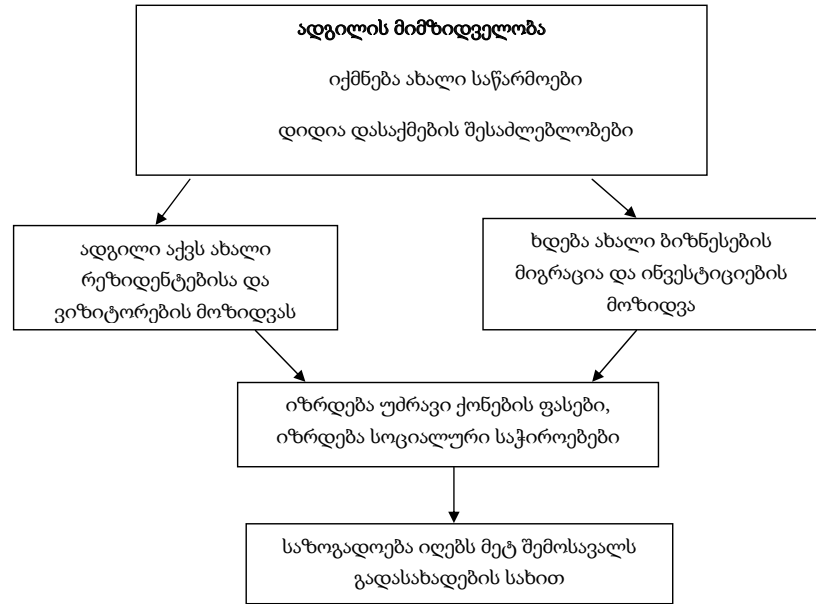 ადგილის მიმზიდველობა
იქმნება ახალი საწარმოები
დიდია დასაქმების შესაძლებლობები
ადგილი აქვს ახალი
რეზიდენტებისა და
ვიზიტორების მოზიდვას
ხდება ახალი ბიზნესების
მიგრაცია და ინვესტიციების
მოზიდვა
იზრდება უძრავი ქონების ფასები,
იზრდება სოციალური საჭიროებები
საზოგადოება იღებს მეტ შემოსავალს
გადასახადების სახით